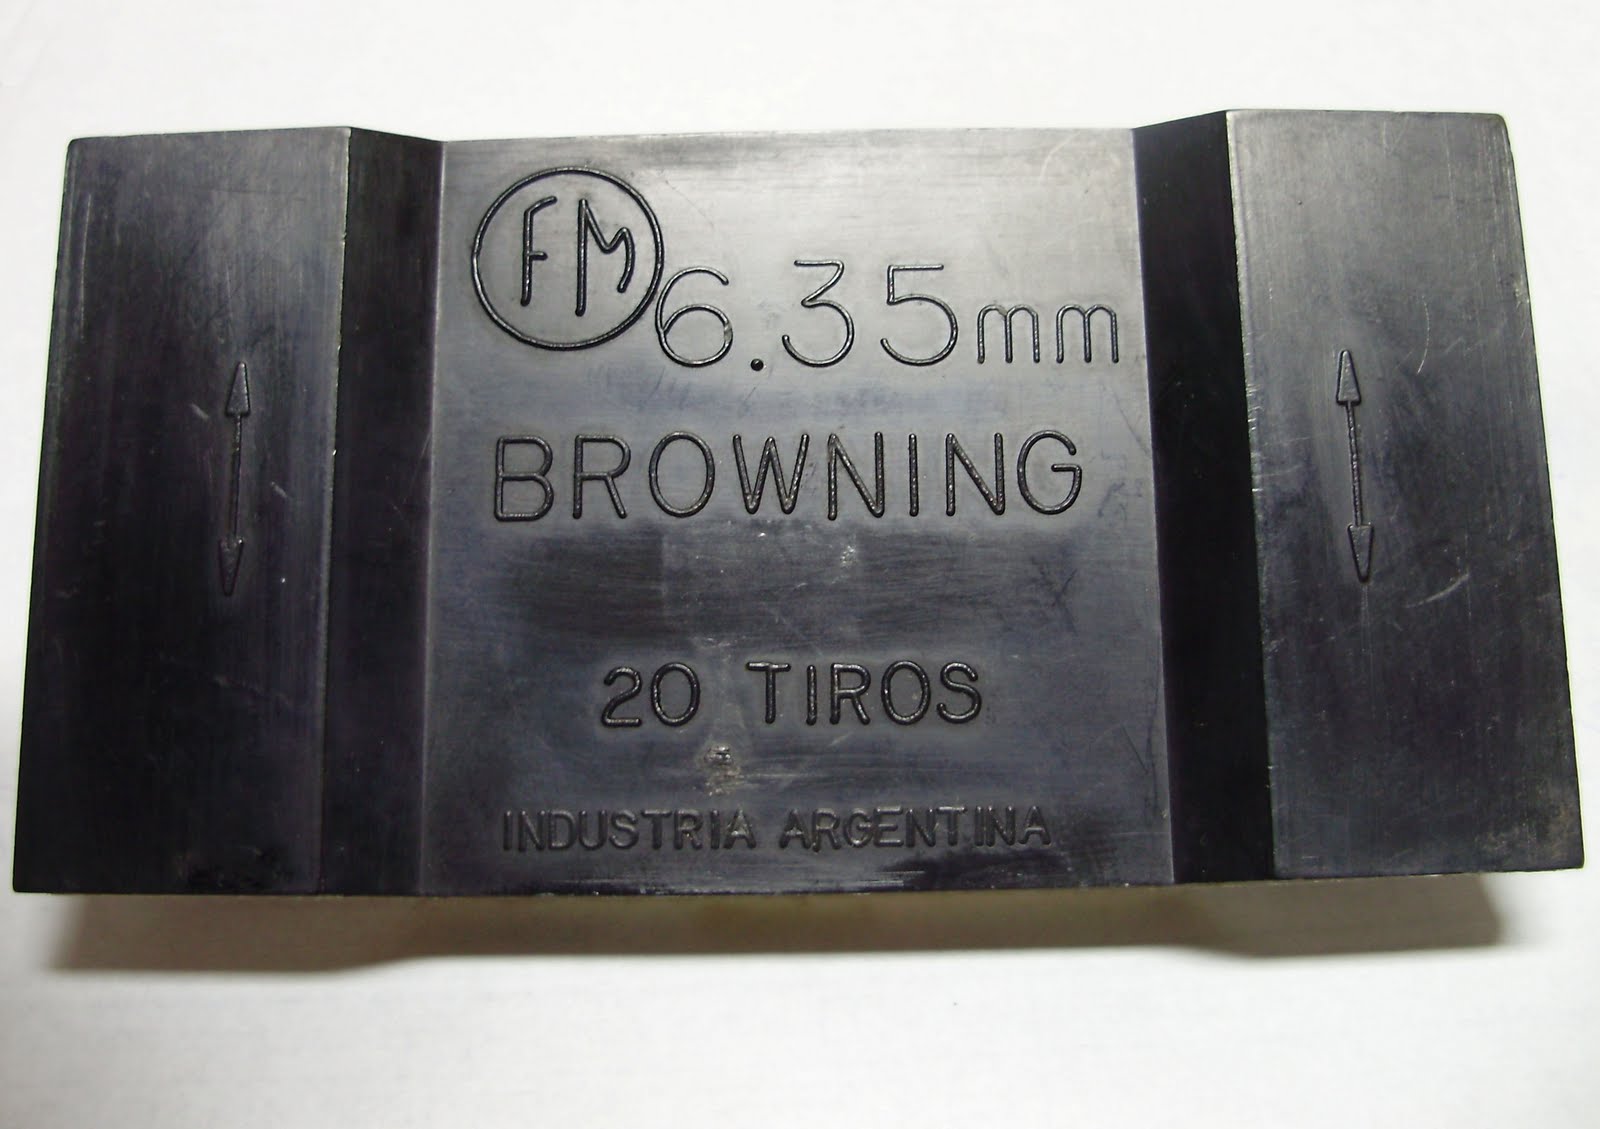 FM
6.35mm
BROWNING
20 TIROS
INDUSTRIA ARGENTINA